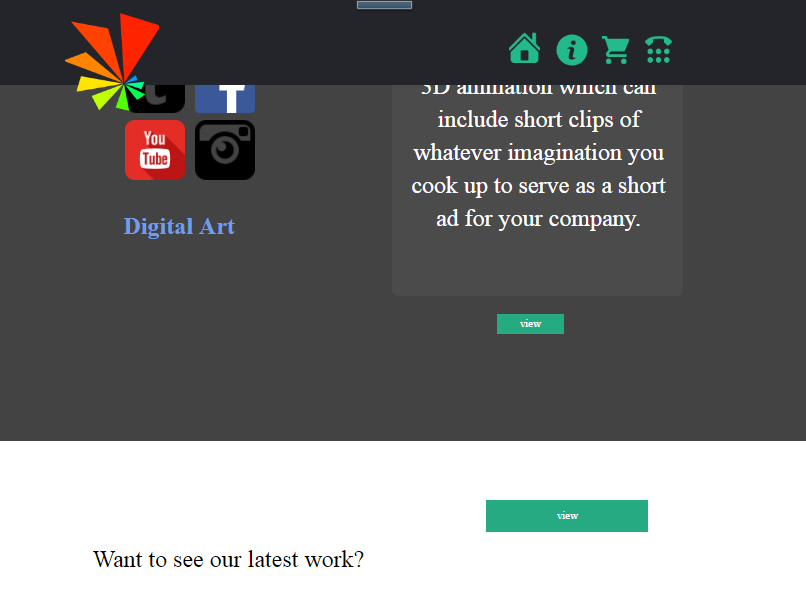 3D animation which can
include short clips of
whatever imagination you
cook up to serve as a short
ad for your company.
t
f
You
Tube
Digital Art
view
view
Want to see our latest work?